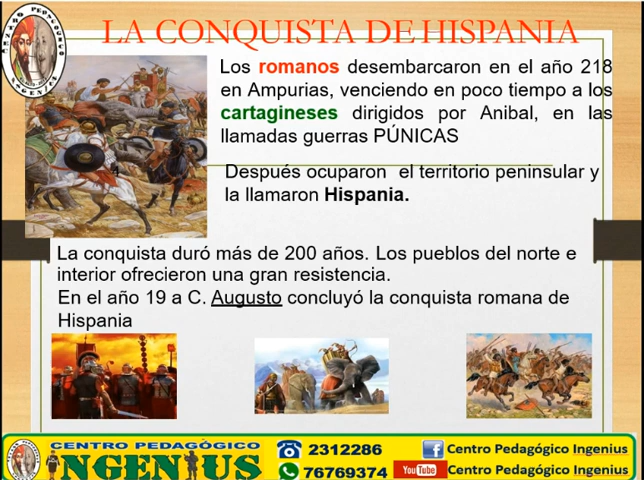 LA CONQUISTA DE HISPANIA
Los romanos desembarcaron en el año 218
en Ampurias, venciendo en poco tiempo a los
cartagineses dirigidos por Anibal, en las
llamadas guerras PÚNICAS
Después ocuparon el territorio peninsular y
la llamaron Hispania.
La conquista duró más de 200 años. Los pueblos del norte e
interior ofrecieron una gran resistencia.
En el año 19 a C. Augusto concluyó la conquista romana de
Hispania
CENTRO PEDAGÓGICO
INGENIUS
2312286
76769374
Centro Pedagógico Ingenius
YouTube Centro Pedagógico Ingenius